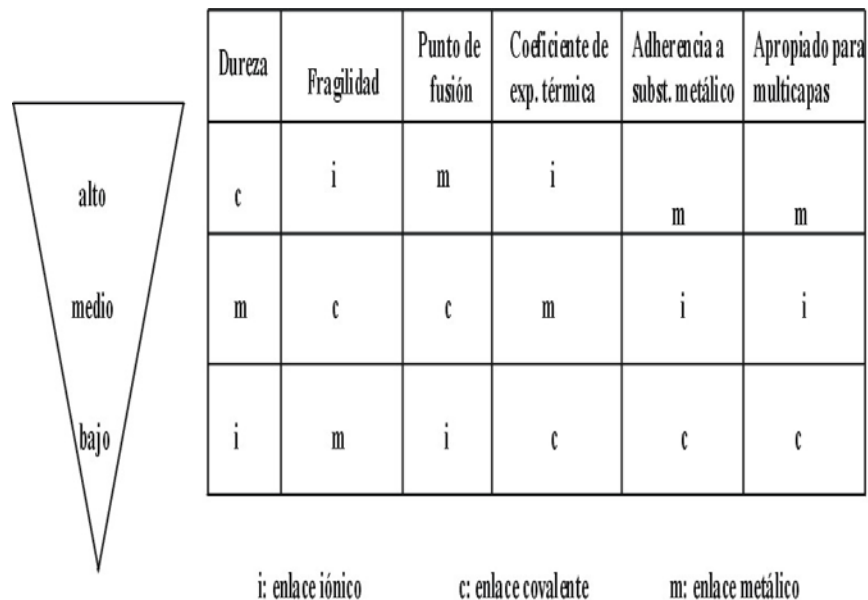 Dureza
Fragilidad
Punto de
fusión
Coeficiente de
exp. térmica
Adherencia a
subst. metálico
Apropiado para
multicapas
alto
c
i
m
i
m
m
medio
m
c
c
m
i
i
bajo
i
m
i
c
c
c
i: enlace iónico c: enlace covalente m: enlace metálico